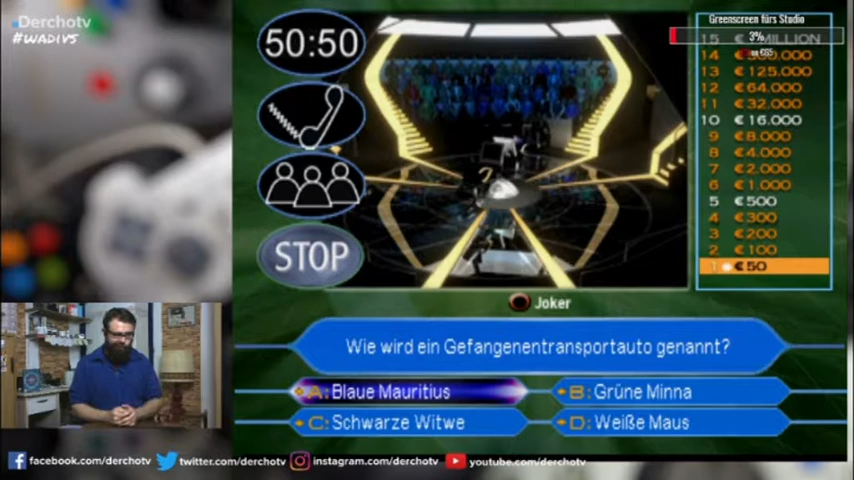 Derchotv
#WADIVS
50:50
STOP
Greenscreen fürs Studio
3%
15 € MILLION
14 € 500.000
13 € 125.000
12 € 64.000
11 € 32.000
10 € 16.000
9 € 8.000
8 € 4.000
7 € 2.000
6 € 1.000
5 € 500
4 € 300
3 € 200
2 € 100
1 € 50
Joker
Wie wird ein Gefangenentransportauto genannt?
A: Blaue Mauritius
B: Grüne Minna
C: Schwarze Witwe
D: Weiße Maus
facebook.com/derchotv twitter.com/derchotv instagram.com/derchotv youtube.com/derchotv